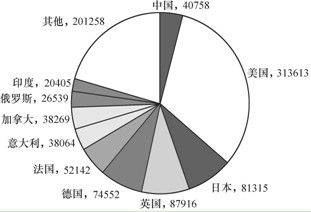 中国，40758
其他，201258
美国，313613
印度，20405
俄罗斯，26539
加拿大，38269
意大利，38064
法国，52142
日本，81315
德国，74552
英国，87916